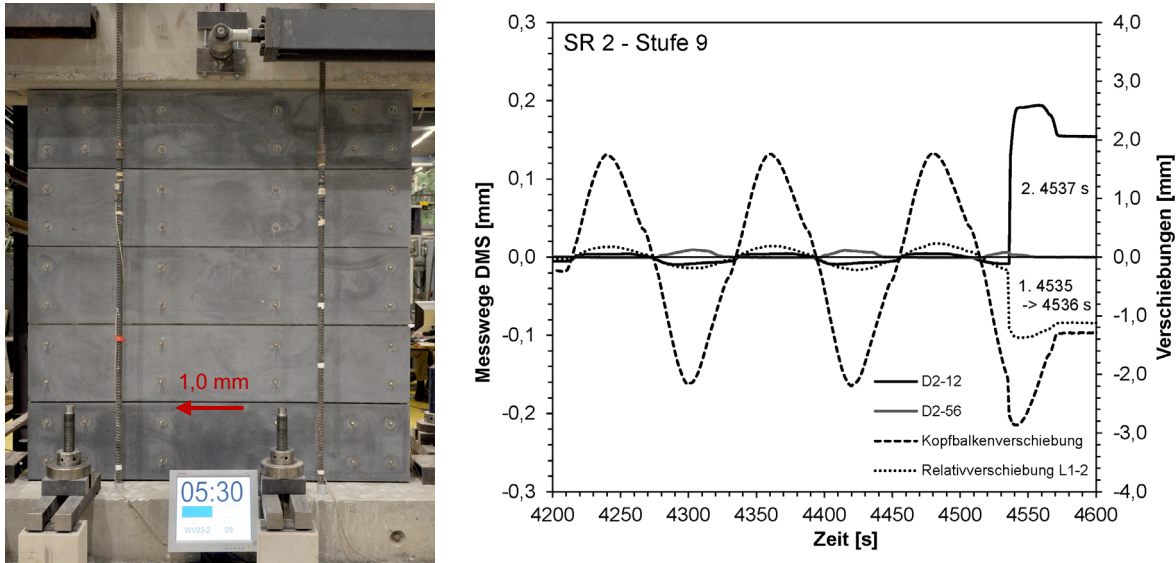 1,0 mm
05:30
WV03-2 09
SR 2 - Stufe 9
Messwege DMS [mm]
0,3
0,2
0,1
0,0
-0,1
-0,2
-0,3
4,0
3,0
2,0
1,0
0,0
-1,0
-2,0
-3,0
-4,0
Verschiebungen [mm]
2. 4537 s
1. 4535
-> 4536 s
D2-12
D2-56
Kopfbalkenverschiebung
Relativverschiebung L1-2
4200 4250 4300 4350 4400 4450 4500 4550 4600
Zeit [s]